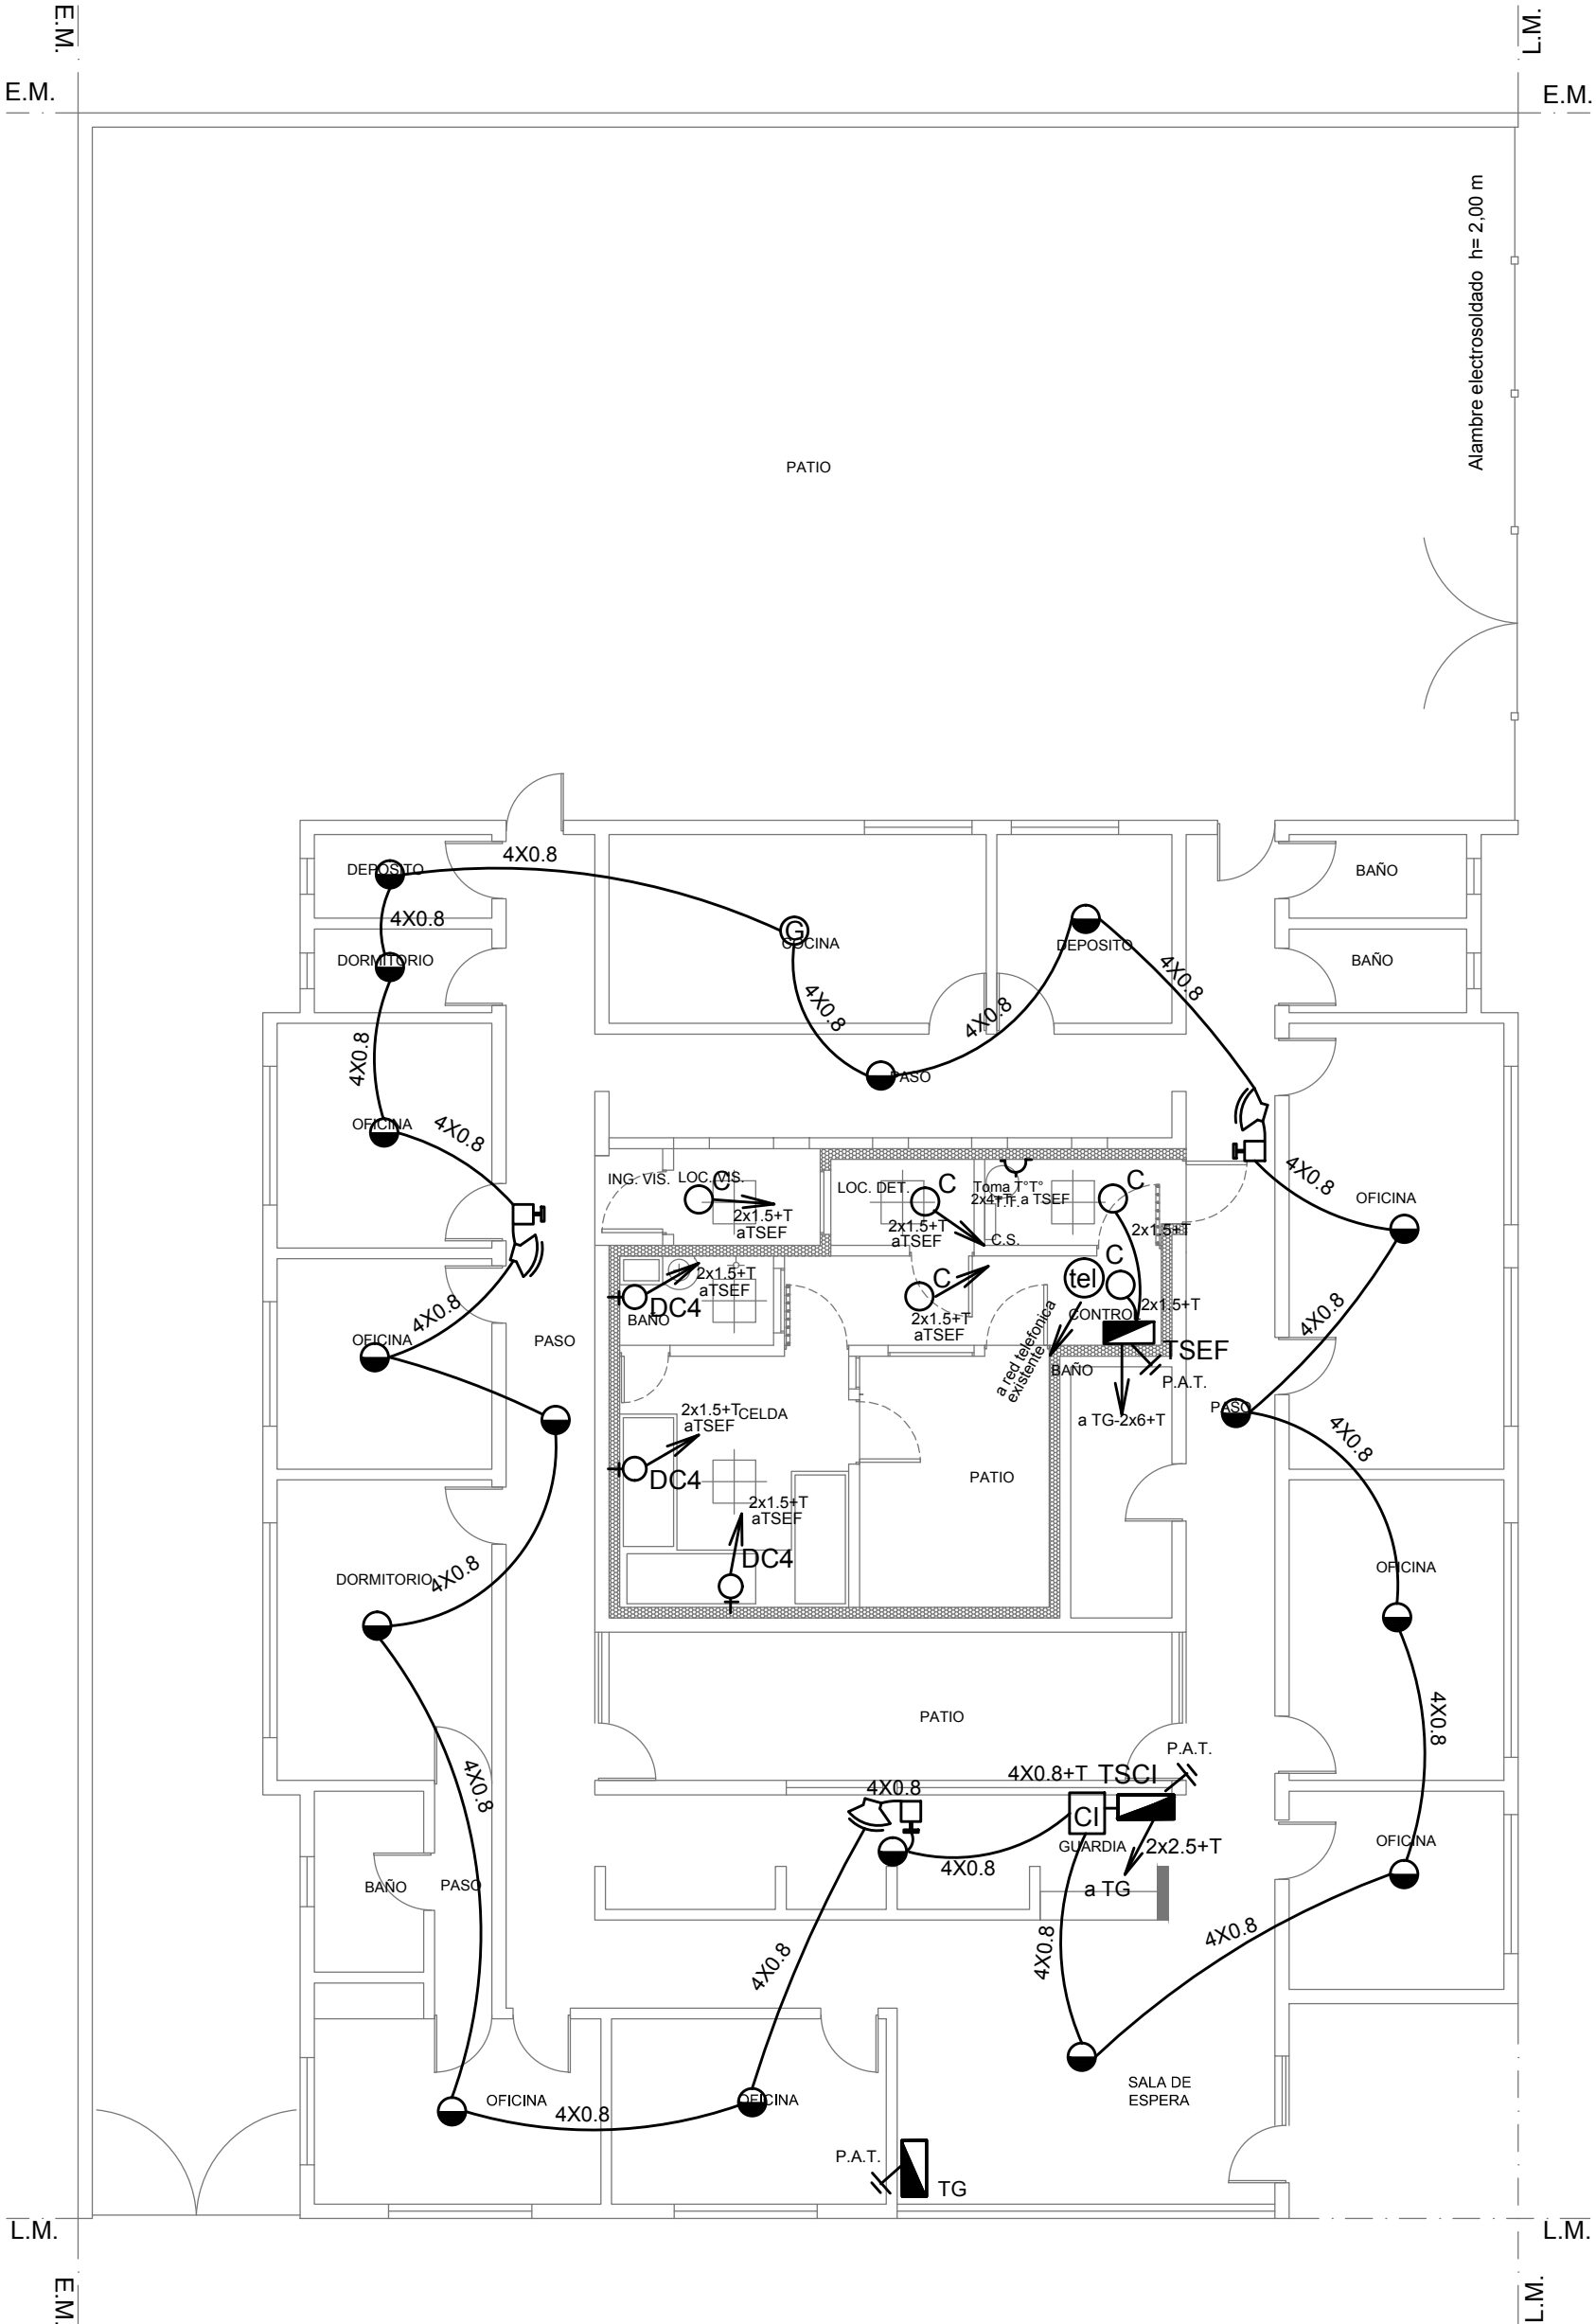 E.M.
L.M.
E.M.
E.M.
Alambre electrosoldado h= 2,00 m
PATIO
4X0.8
DEPOSITO
BAÑO
4X0.8
G
COCINA
DEPOSITO
DORMITORIO
BAÑO
4X0.8
4X0.8
4X0.8
4X0.8
PASO
OFICINA
4X0.8
ING. VIS.
LOC. VIS.
C
2x1.5+T
aTSEF
LOC. DET.
C
2x1.5+T
aTSEF
Toma T°T°
2x4+T a TSEF
T.T.
C.S.
C
2x1.5+T
4X0.8
OFICINA
2x1.5+T
aTSEF
DC4
BAÑO
C
2x1.5+T
aTSEF
tel
C
2x1.5+T
CONTROL
a red telefonica
existente
TSEF
P.A.T.
BAÑO
a TG-2x6+T
4X0.8
OFICINA
PASO
4X0.8
PASO
4X0.8
2x1.5+T
aTSEF
CELDA
DC4
PATIO
2x1.5+T
aTSEF
DC4
DORMITORIO
4X0.8
OFICINA
4X0.8
PATIO
P.A.T.
4X0.8
4X0.8
4X0.8+T
TSCI
CI
GUARDIA
2x2.5+T
4X0.8
a TG
OFICINA
BAÑO
PASO
4X0.8
4X0.8
4X0.8
OFICINA
4X0.8
OFICINA
SALA DE
ESPERA
P.A.T.
TG
L.M.
L.M.
E.M.
L.M.